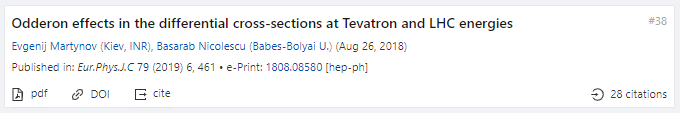 Odderon effects in the differential cross-sections at Tevatron and LHC energies #38
Evgenij Martynov (Kiev, INR), Basarab Nicolescu (Babes-Bolyai U.) (Aug 26, 2018)
Published in: Eur.Phys.J.C 79 (2019) 6, 461 • e-Print: 1808.08580 [hep-ph]
pdf DOI cite 28 citations